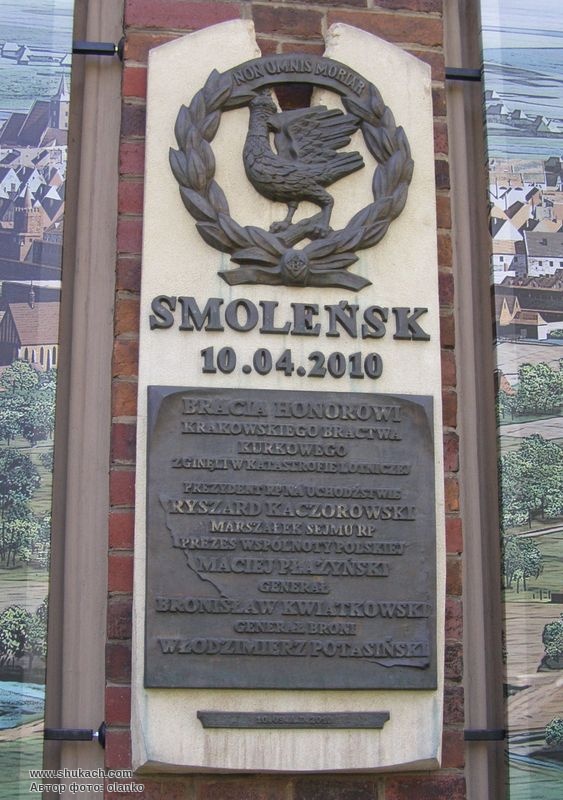 NON OMNIS MORIAR
SMOLEŃSK
10.04.2010
BRACIA HONOROWI
KRAKOWSKIEGO BRACTWA
KURKOWEGO
ZGINĘLI W KATASTROFIE LOTNICZEJ
PREZYDENT RP NA UCHODŹSTWIE
RYSZARD KACZOROWSKI
MARSZAŁEK SEJMU RP
PREZES WSPÓLNOTY POLSKIEJ
MACIEJ PŁAŻYŃSKI
GENERAŁ
BRONISŁAW KWIATKOWSKI
GENERAŁ BRONI
WŁODZIMIERZ POTASIŃSKI
www.shukach.com
Автор фото: olanko